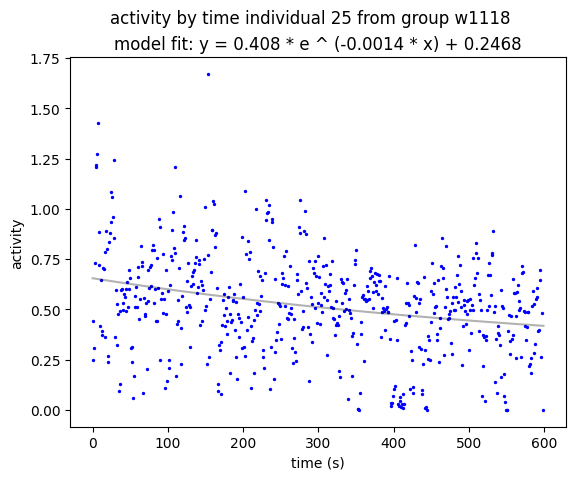 activity by time individual 25 from group w1118
model fit: y = 0.408 * e ^ (-0.0014 * x) + 0.2468
1.75
1.50
1.25
1.00
0.75
0.50
0.25
0.00
activity
0 100 200 300 400 500 600
time (s)